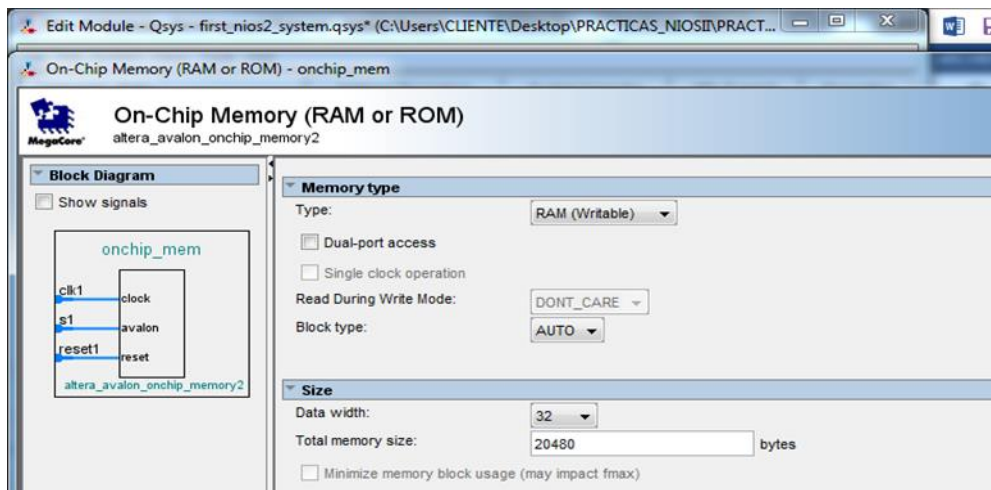 Edit Module - Qsys - first_nios2_system.qsys* (C:\Users\CLIENTE\Desktop\PRACTICAS_NIOSII\PRACT...
On-Chip Memory (RAM or ROM) - onchip_mem
MegaCore'
On-Chip Memory (RAM or ROM)
altera_avalon_onchip_memory2
Block Diagram
Show signals
onchip_mem
clk1
clock
s1
avalon
reset1
reset
altera_avalon_onchip_memory2
Memory type
Type: RAM (Writable)
Dual-port access
Single clock operation
Read During Write Mode: DONT_CARE
Block type: AUTO
Size
Data width: 32
Total memory size: 20480 bytes
Minimize memory block usage (may impact fmax)